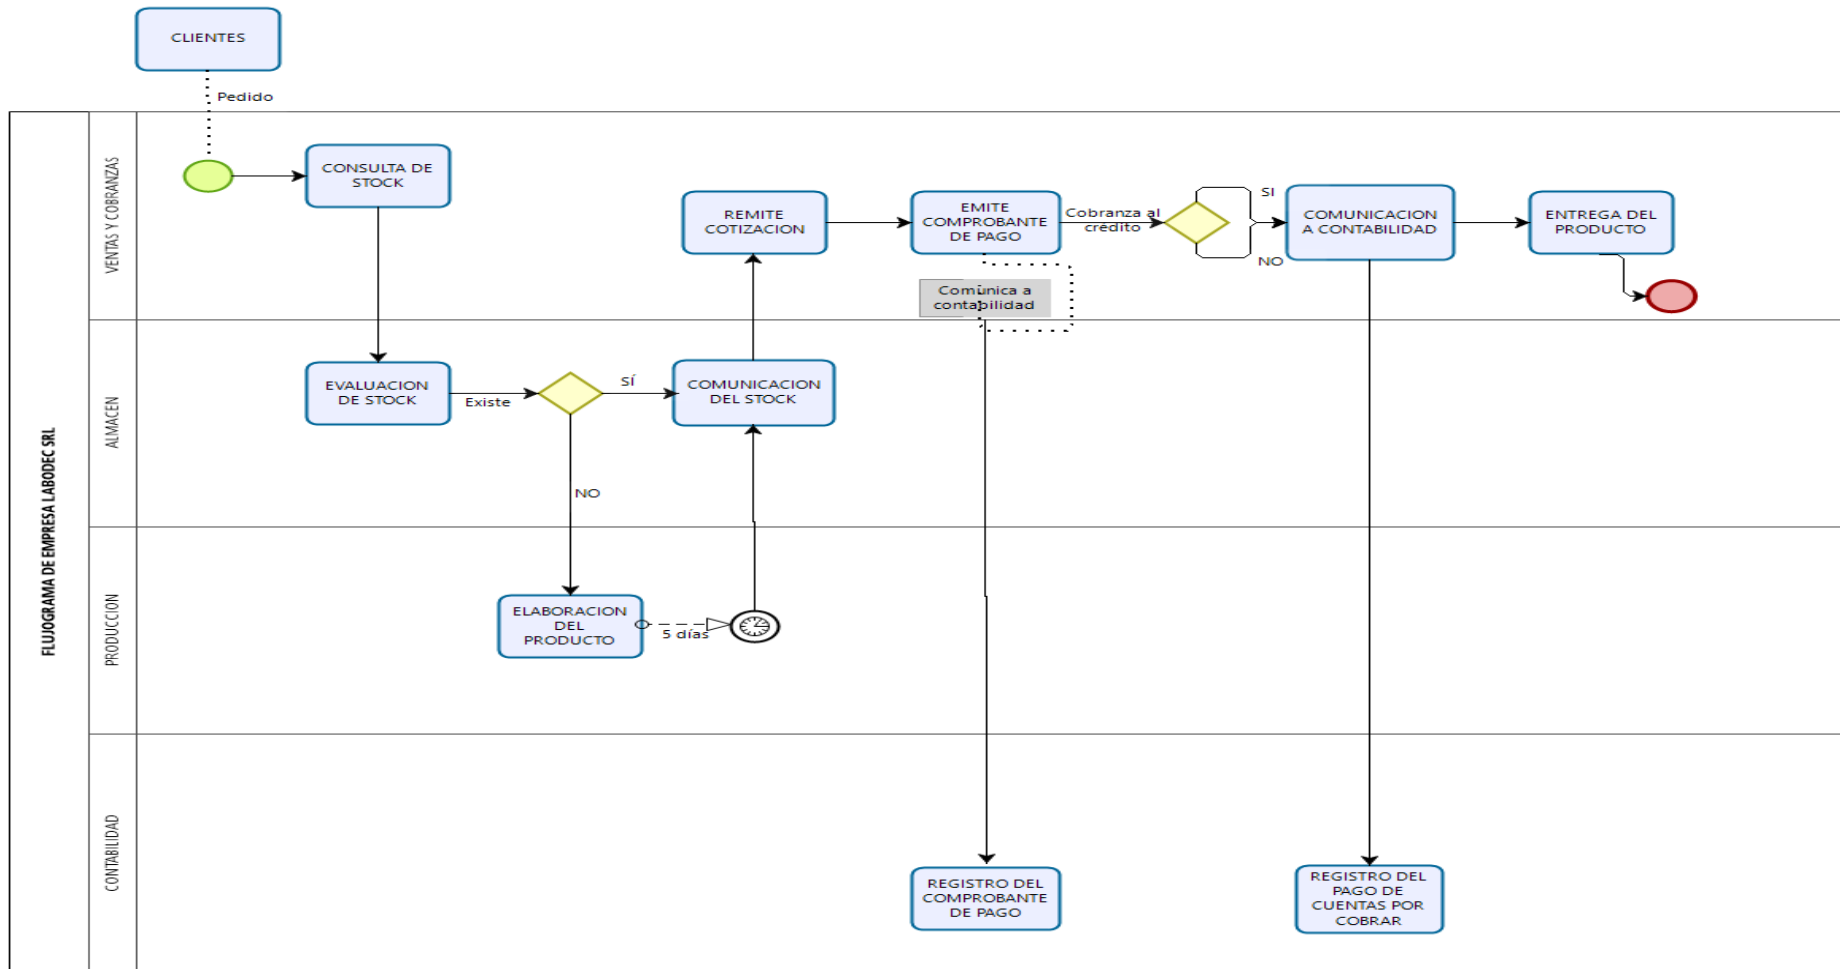 CLIENTES
Pedido
FLUJOGRAMA DE EMPRESA LABODEC SRL
VENTAS Y COBRANZAS
CONSULTA DE
STOCK
REMITE
COTIZACION
EMITE
COMPROBANTE
DE PAGO
Cobranza al
crédito
SI
NO
COMUNICACION
A CONTABILIDAD
ENTREGA DEL
PRODUCTO
Comunica a
contabilidad
ALMACEN
EVALUACION
DE STOCK
Existe
SÍ
NO
COMUNICACION
DEL STOCK
PRODUCCION
ELABORACION
DEL
PRODUCTO
5 días
CONTABILIDAD
REGISTRO DEL
COMPROBANTE
DE PAGO
REGISTRO DEL
PAGO DE
CUENTAS POR
COBRAR